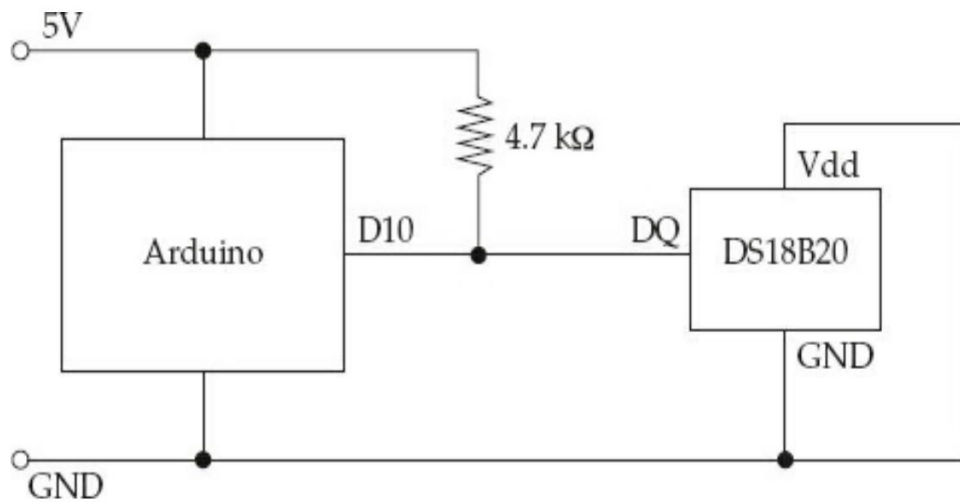 5V
4.7 kΩ
Vdd
D10
DQ
Arduino
DS18B20
GND
GND